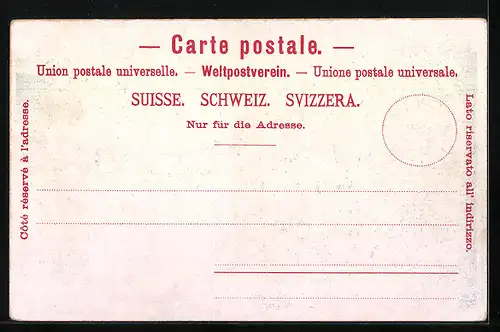 — Carte postale. —
Union postale universelle. — Weltpostverein. — Unione postale universale.
SUISSE. SCHWEIZ. SVIZZERA.
Nur für die Adresse.
Côté réservé à l'adresse.
Lato riservato all' indirizzo.